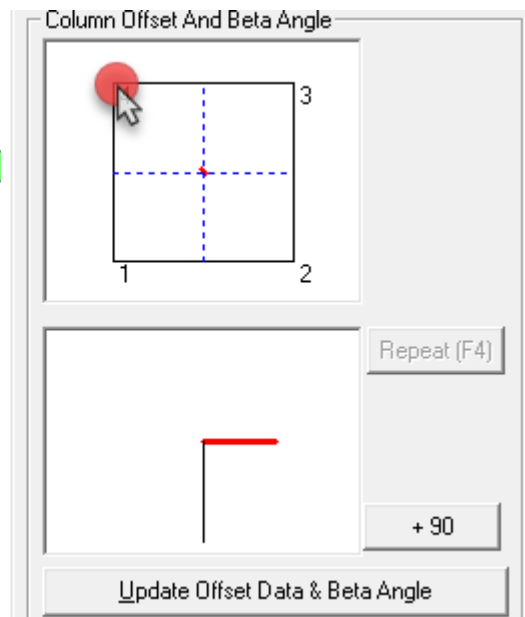 Column Offset And Beta Angle
3
1
2
Repeat (F4)
+ 90
Update Offset Data & Beta Angle